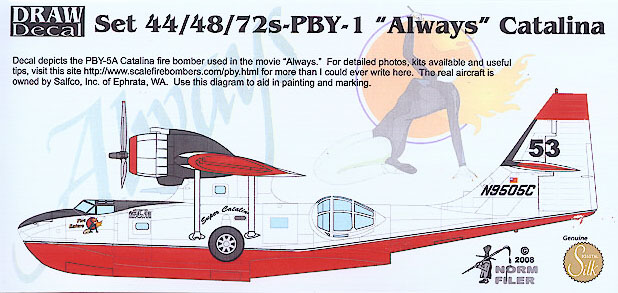 DRAW
Decal
Set 44/48/72s-PBY-1 "Always" Catalina
Decal depicts the PBY-5A Catalina fire bomber used in the movie "Always." For detailed photos, kits available and useful
tips, visit this site http://www.scalefirebombers.com/pby.html for more than I could ever write here. The real aircraft is
owned by Salfco, Inc. of Ephrata, WA. Use this diagram to aid in painting and marking.
Always
53
N9505C
Fire
Eaters
Super Catalina
©
2008
NORM
FILER
Genuine
Silk